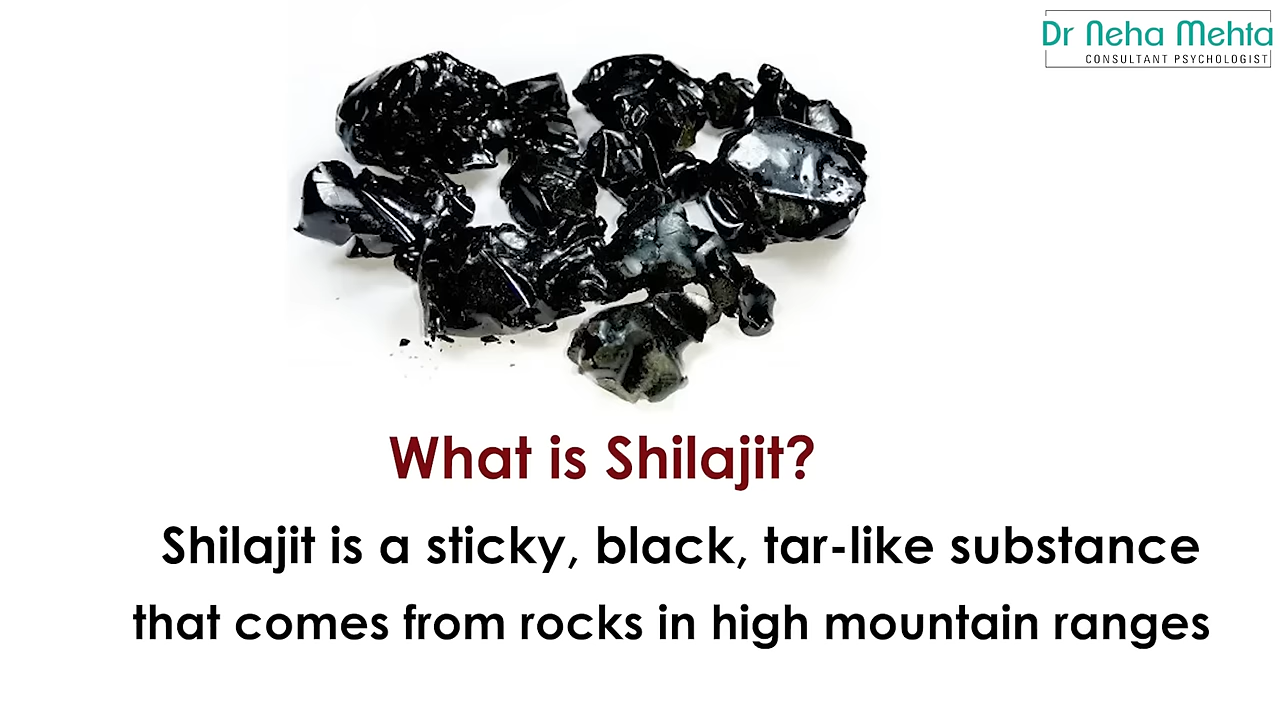 Dr Neha Mehta
CONSULTANT PSYCHOLOGIST
What is Shilajit?
Shilajit is a sticky, black, tar-like substance
that comes from rocks in high mountain ranges